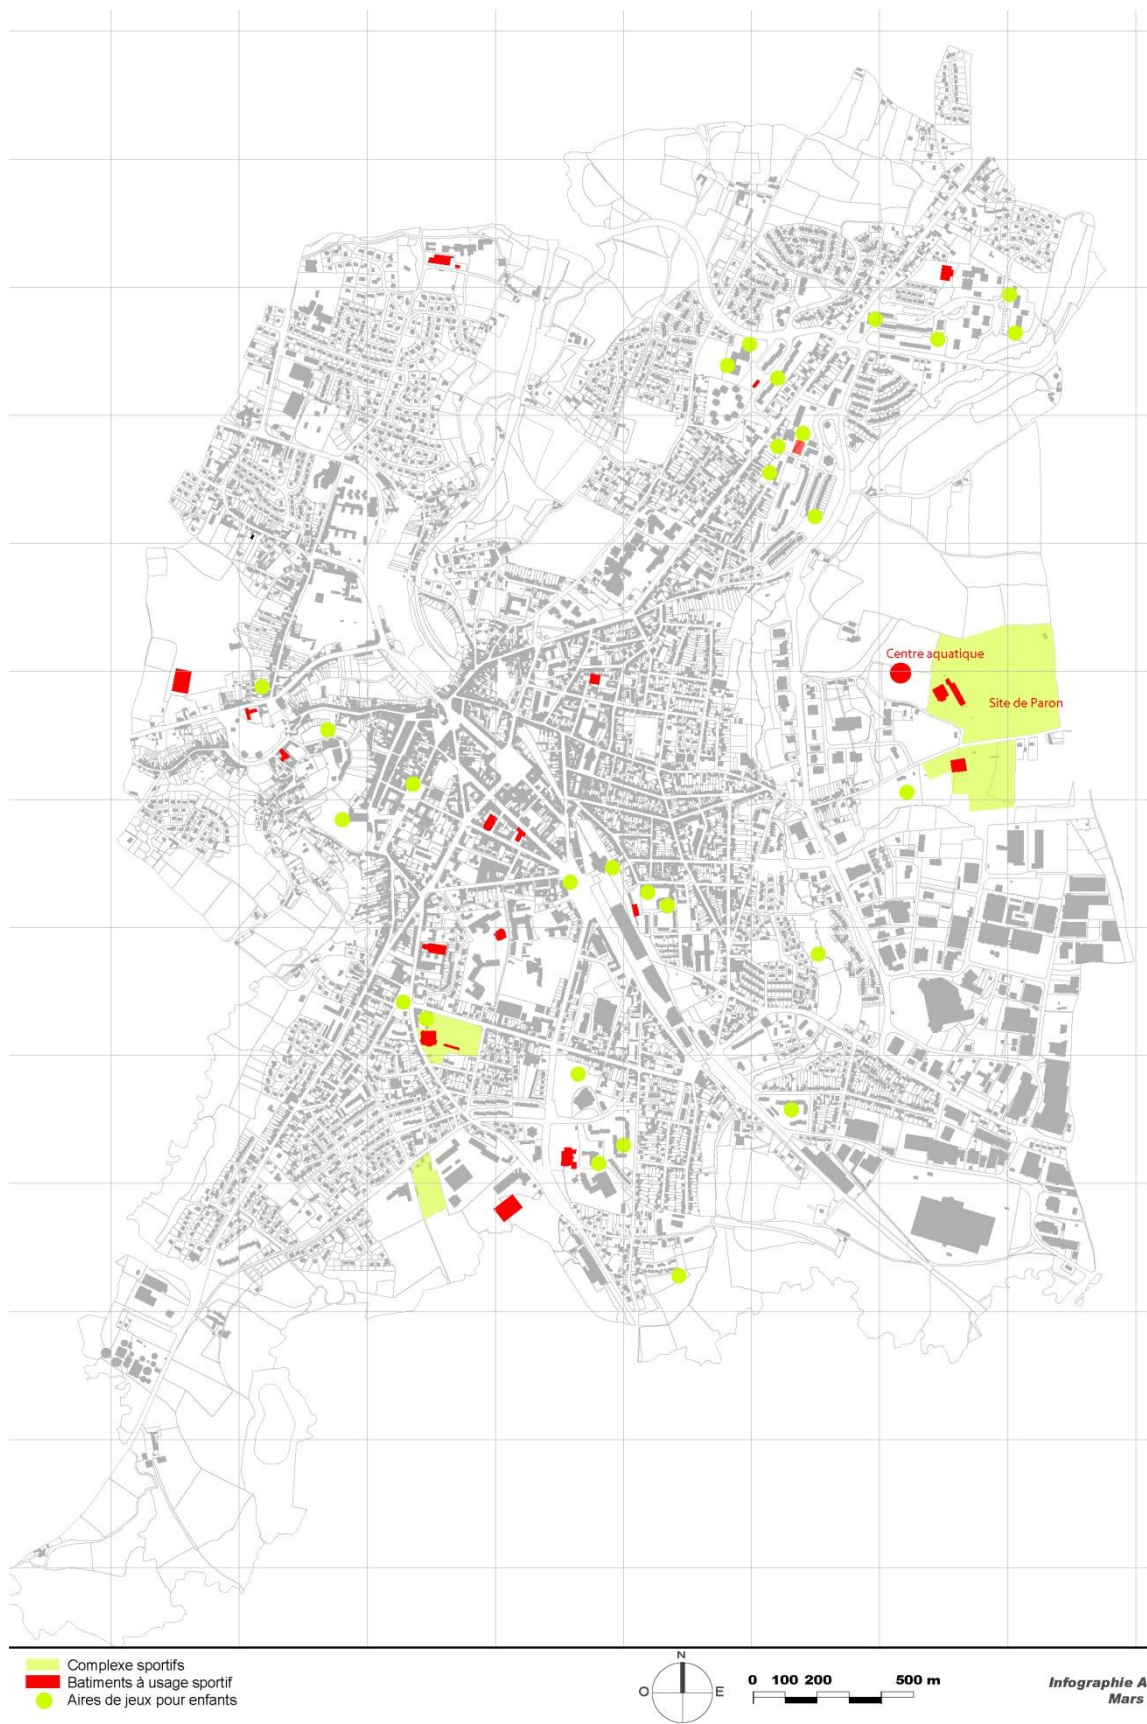 Centre aquatique
Site de Paron
Complexe sportifs
Batiments à usage sportif
Aires de jeux pour enfants
N
O E
S
0 100 200 500 m
Infographie A
Mars